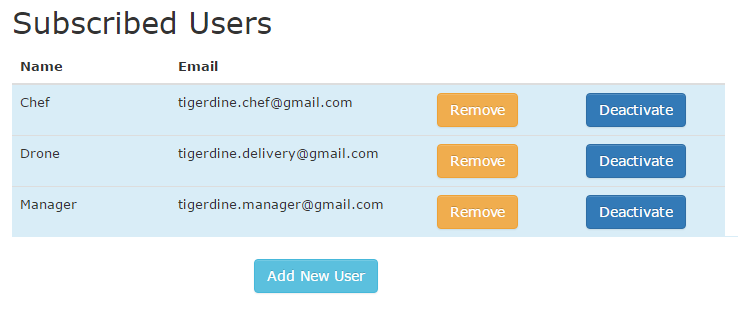 Subscribed Users
Name Email
Chef tigerdine.chef@gmail.com Remove Deactivate
Drone tigerdine.delivery@gmail.com Remove Deactivate
Manager tigerdine.manager@gmail.com Remove Deactivate
Add New User